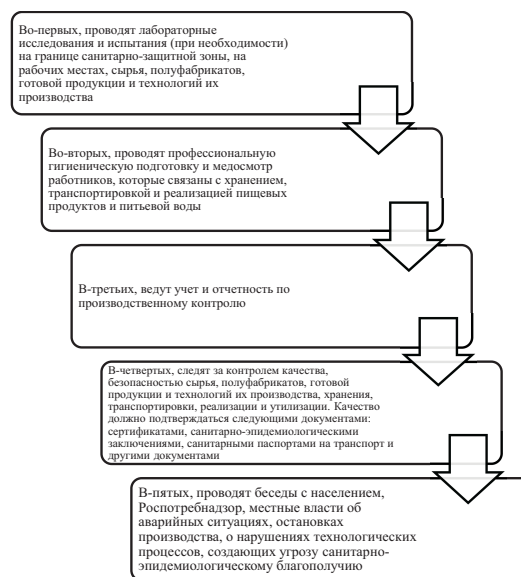 Во-первых, проводят лабораторные
исследования и испытания (при необходимости)
на границе санитарно-защитной зоны, на
рабочих местах, сырья, полуфабрикатов,
готовой продукции и технологий их
производства
Во-вторых, проводят профессиональную
гигиеническую подготовку и медосмотр
работников, которые связаны с хранением,
транспортировкой и реализацией пищевых
продуктов и питьевой воды
В-третьих, ведут учет и отчетность по
производственному контролю
В-четвертых, следят за контролем качества,
безопасностью сырья, полуфабрикатов, готовой
продукции и технологий их производства, хранения,
транспортировки, реализации и утилизации. Качество
должно подтверждаться следующими документами:
сертификатами, санитарно-эпидемиологическими
заключениями, санитарными паспортами на транспорт и
другими документами
В-пятых, проводят беседы с населением,
Роспотребнадзор, местные власти об
аварийных ситуациях, остановках
производства, о нарушениях технологических
процессов, создающих угрозу санитарно-
эпидемиологическому благополучию